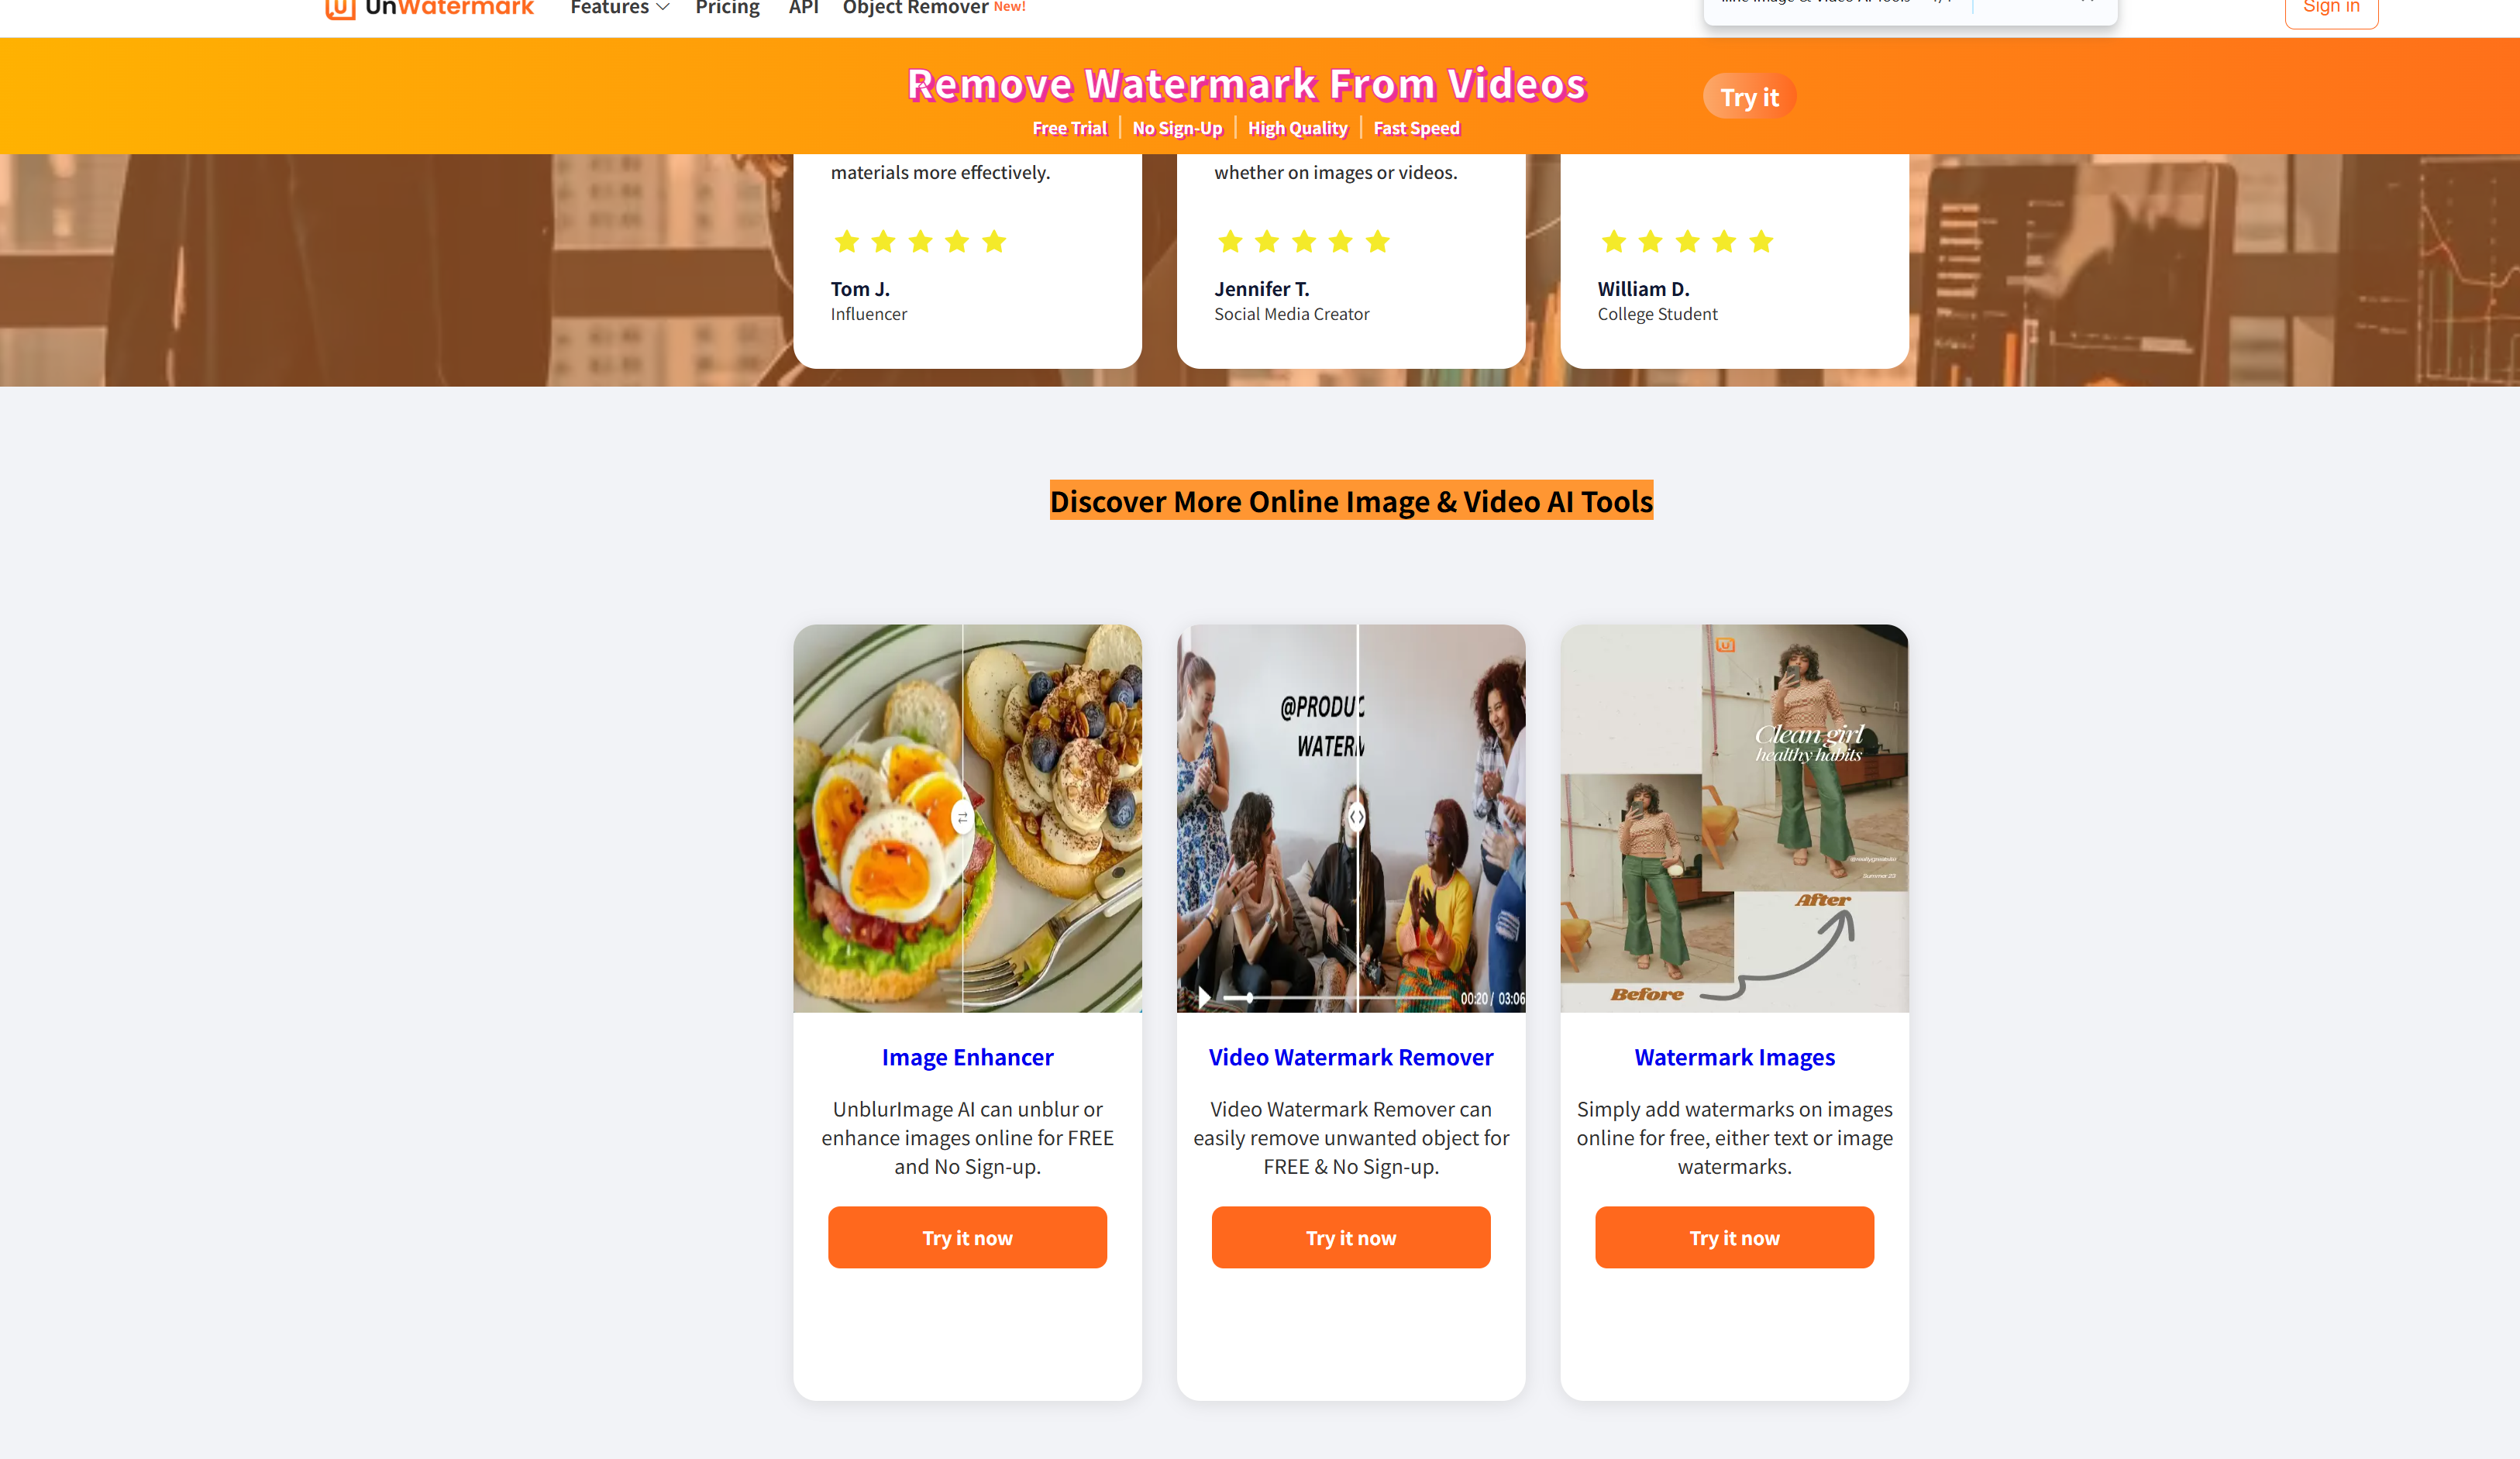 UnWatermark Features Pricing API Object Remover New! Sign in
Remove Watermark From Videos
Try it
Free Trial | No Sign-Up | High Quality | Fast Speed
materials more effectively.
Tom J.
Influencer
whether on images or videos.
Jennifer T.
Social Media Creator
William D.
College Student
Discover More Online Image & Video AI Tools
@PRODUC
WATERM
00:20 / 03:06
Clean girl
healthy habits
Summer 23
After
Before
Image Enhancer
UnblurImage AI can unblur or
enhance images online for FREE
and No Sign-up.
Try it now
Video Watermark Remover
Video Watermark Remover can
easily remove unwanted object for
FREE & No Sign-up.
Try it now
Watermark Images
Simply add watermarks on images
online for free, either text or image
watermarks.
Try it now